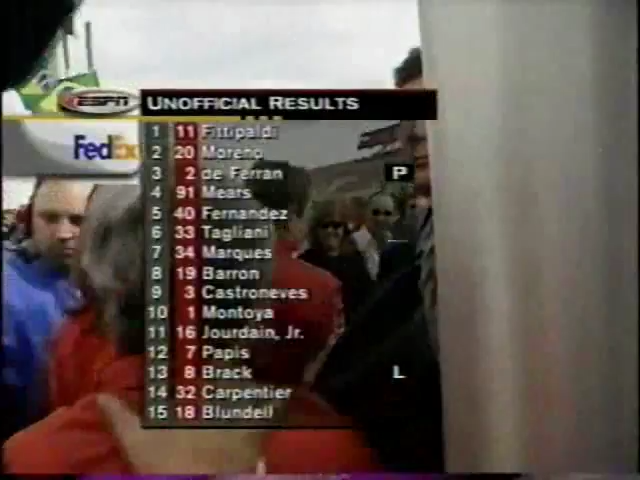 ESPN
UNOFFICIAL RESULTS
FedEx
1 11 Fittipaldi
2 20 Moreno
3 2 de Ferran
P
4 91 Mears
5 40 Fernandez
6 33 Tagliani
7 34 Marques
8 19 Barron
9 3 Castroneves
10 1 Montoya
11 16 Jourdain, Jr.
12 7 Papis
13 8 Brack
L
14 32 Carpentier
15 18 Blundell